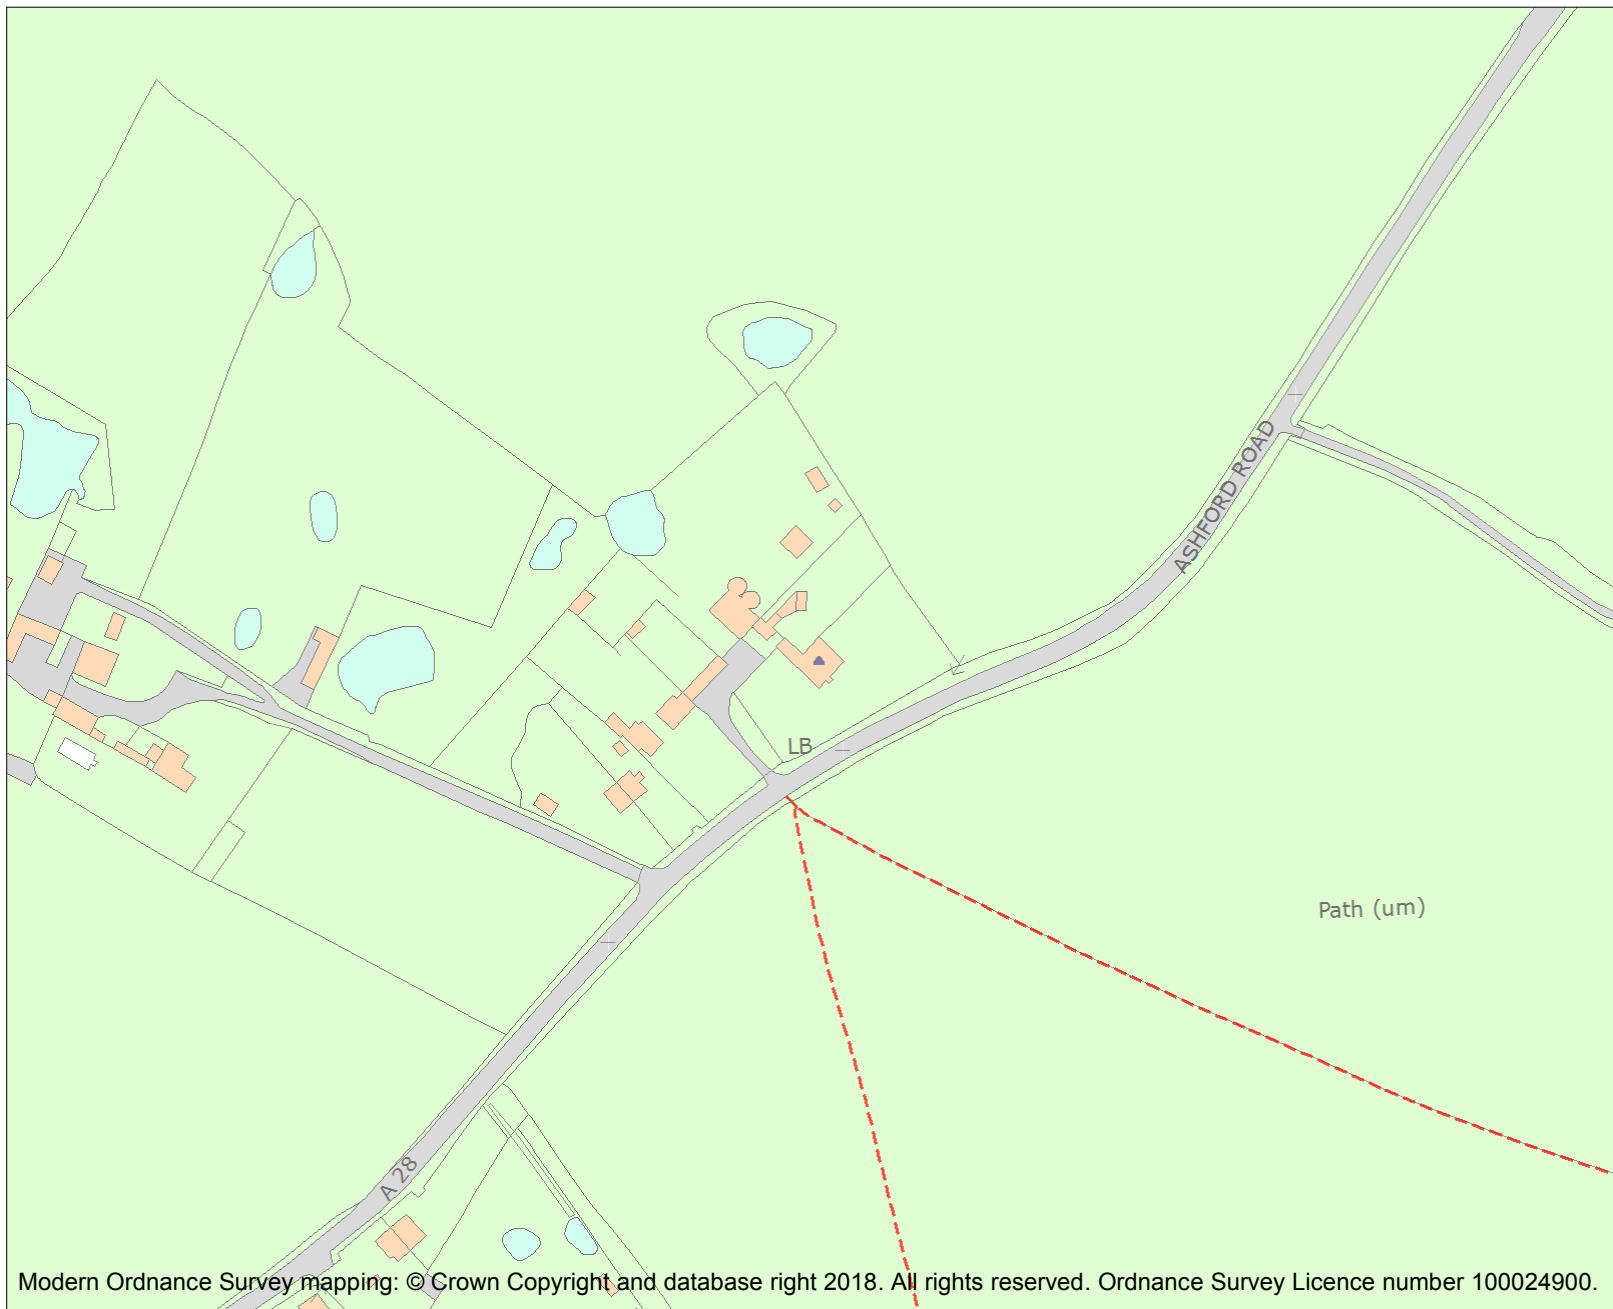 ASHFORD ROAD
LB
Path (um)
A 28
Modern Ordnance Survey mapping: © Crown Copyright and database right 2018. All rights reserved. Ordnance Survey Licence number 100024900.